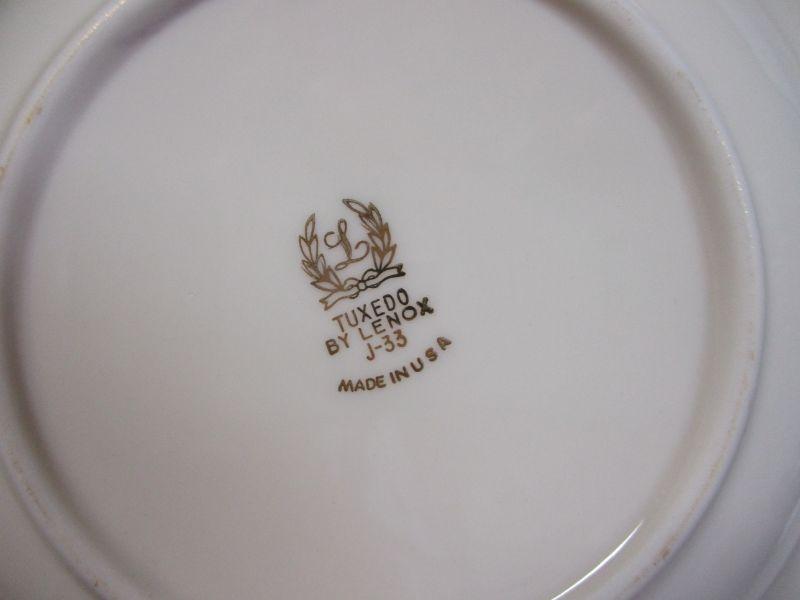 L
TUXEDO
BY LENOX
J-33
MADE IN USA